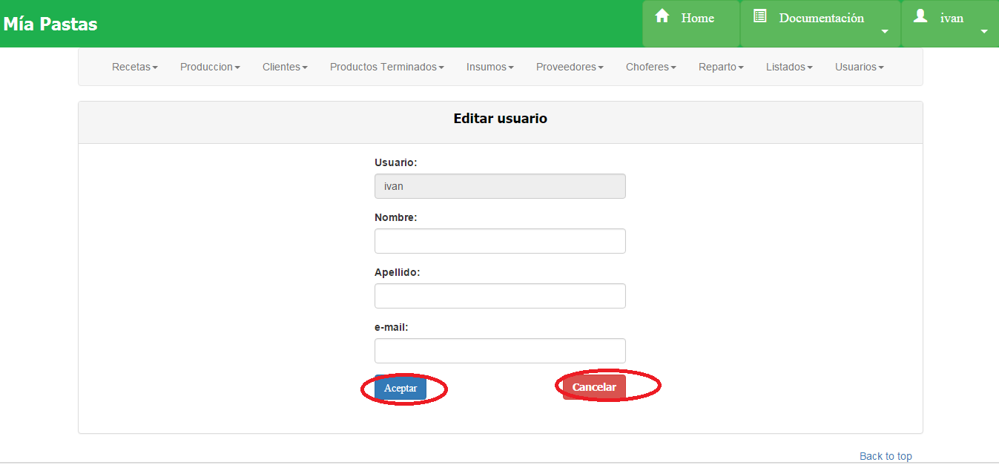 Mía Pastas Home Documentación ivan
Recetas Produccion Clientes Productos Terminados Insumos Proveedores Choferes Reparto Listados Usuarios
Editar usuario
Usuario:
ivan
Nombre:
Apellido:
e-mail:
Aceptar Cancelar
Back to top